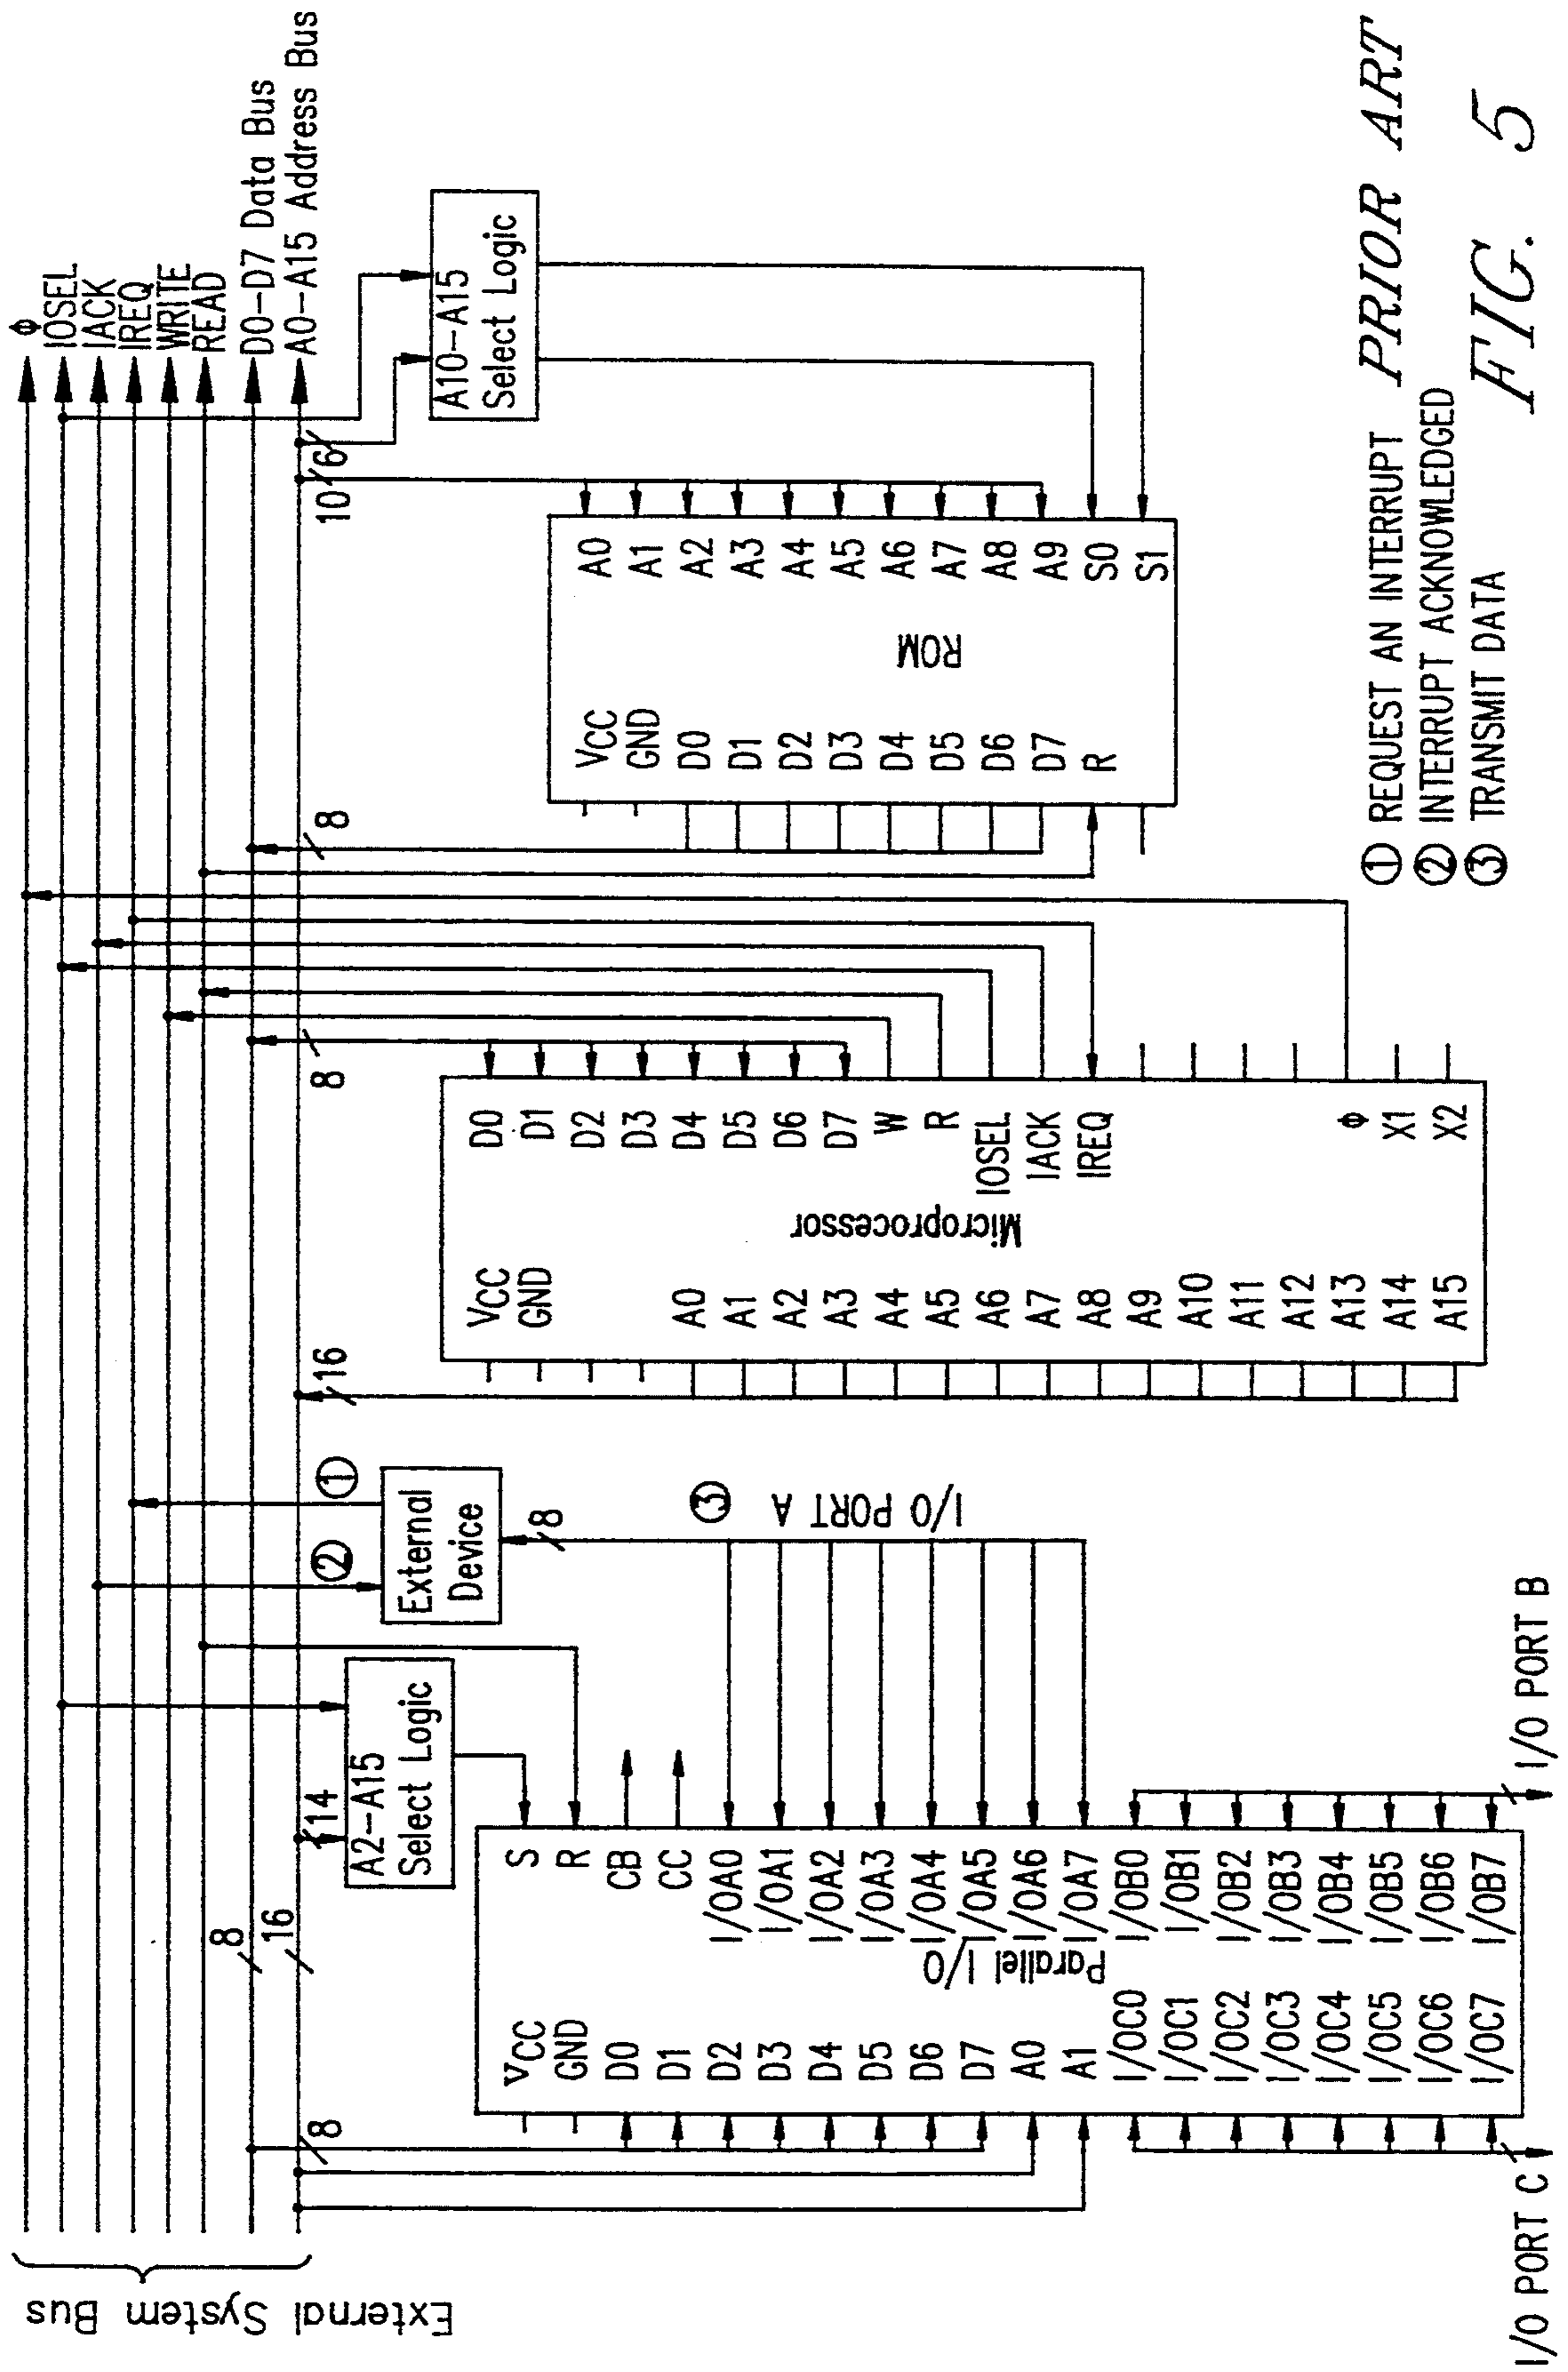 External System Bus
Φ
IOSEL
IACK
IREQ
WRITE
READ
D0–D7 Data Bus
A0–A15 Address Bus
8
16
14
A2–A15
Select Logic
②
①
External
Device
8
③
I/O PORT A
16
8
8
10
6
A10–A15
Select Logic
8
VCC
GND
D0
D1
D2
D3
D4
D5
D6
D7
A0
A1
I/OC0
I/OC1
I/OC2
I/OC3
I/OC4
I/OC5
I/OC6
I/OC7
Parallel I/O
S
R
CB
CC
I/OA0
I/OA1
I/OA2
I/OA3
I/OA4
I/OA5
I/OA6
I/OA7
I/OB0
I/OB1
I/OB2
I/OB3
I/OB4
I/OB5
I/OB6
I/OB7
I/O PORT C
I/O PORT B
VCC
GND
A0
A1
A2
A3
A4
A5
A6
A7
A8
A9
A10
A11
A12
A13
A14
A15
Microprocessor
D0
D1
D2
D3
D4
D5
D6
D7
W
R
IOSEL
IACK
IREQ
Φ
X1
X2
VCC
GND
D0
D1
D2
D3
D4
D5
D6
D7
R
ROM
A0
A1
A2
A3
A4
A5
A6
A7
A8
A9
S0
S1
① REQUEST AN INTERRUPT
② INTERRUPT ACKNOWLEDGED
③ TRANSMIT DATA
PRIOR ART
FIG. 5